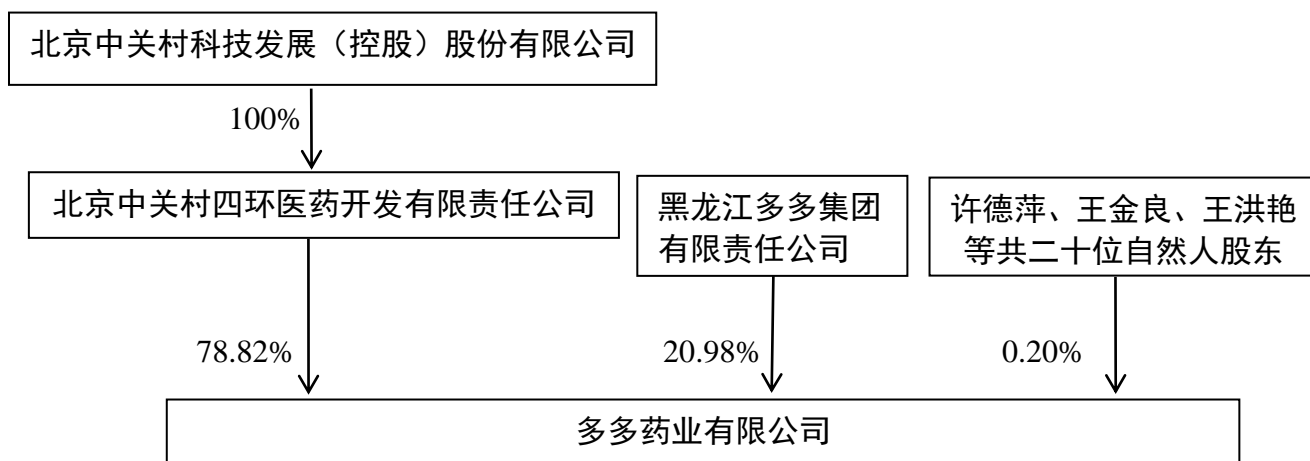 北京中关村科技发展（控股）股份有限公司
100%
北京中关村四环医药开发有限责任公司
黑龙江多多集团
有限责任公司
许德萍、王金良、王洪艳
等共二十位自然人股东
78.82%
20.98%
0.20%
多多药业有限公司